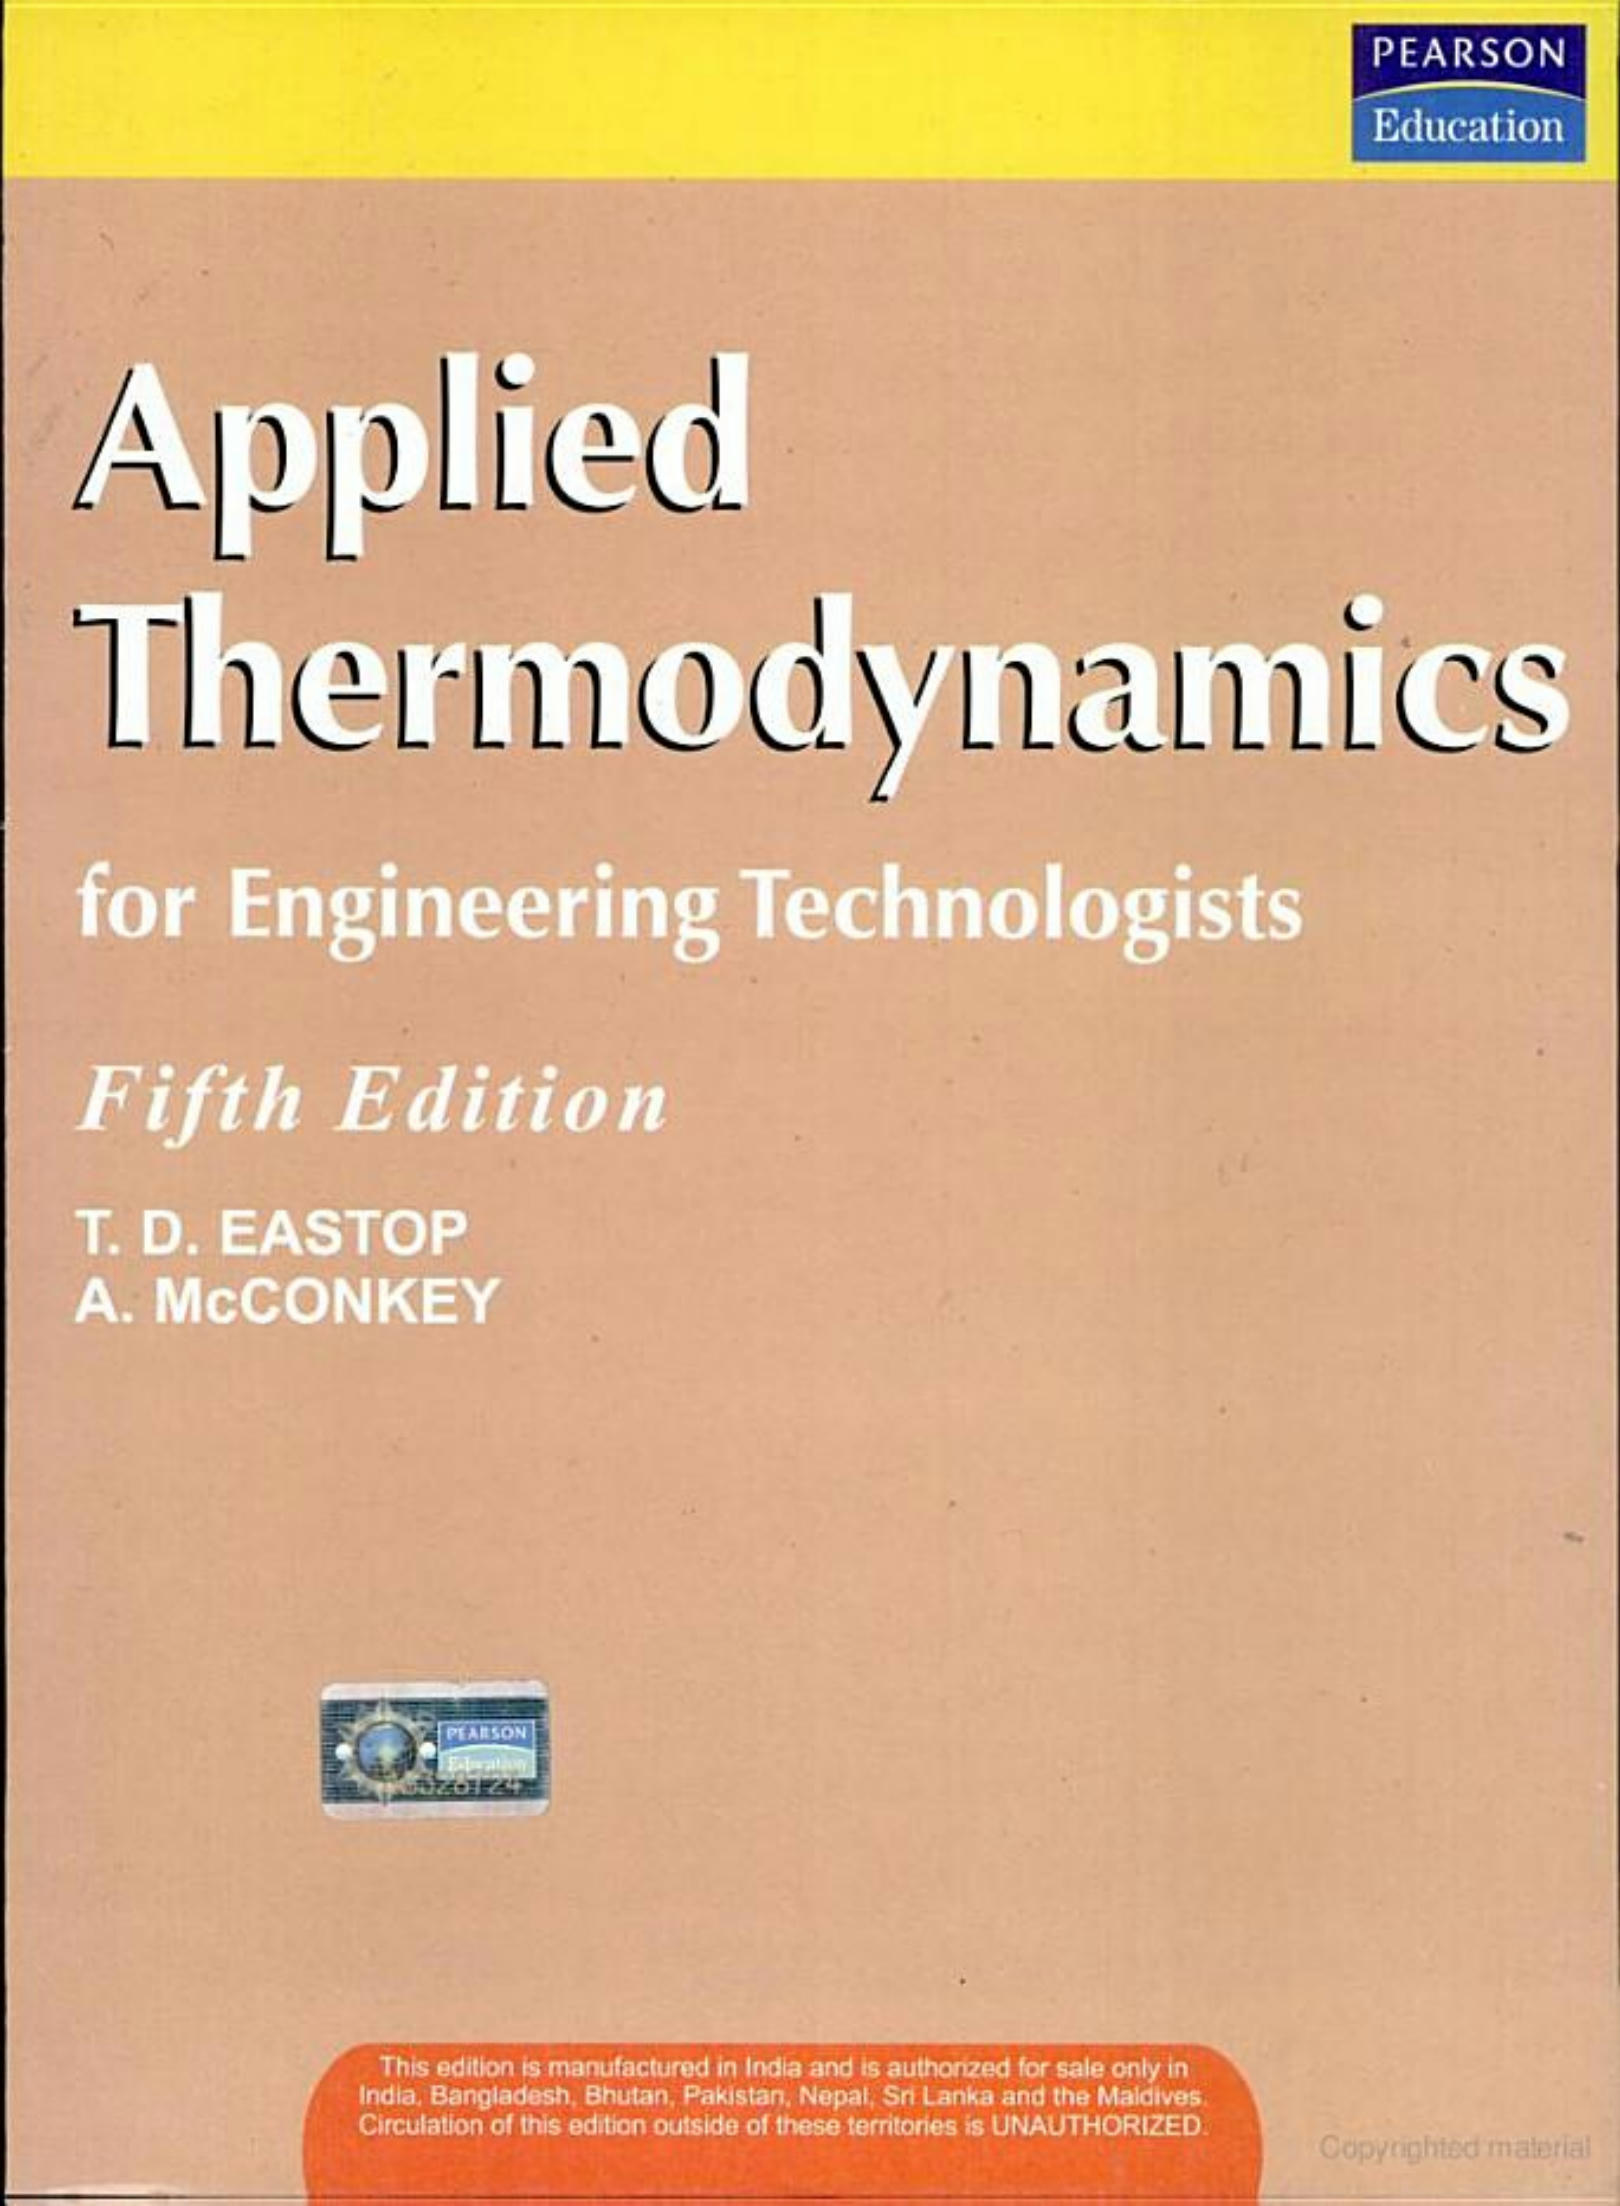 PEARSON
Education
Applied
Thermodynamics
for Engineering Technologists
Fifth Edition
T. D. EASTOP
A. McCONKEY
PEARSON
Education
This edition is manufactured in India and is authorized for sale only in
India, Bangladesh, Bhutan, Pakistan, Nepal, Sri Lanka and the Maldives.
Circulation of this edition outside of these territories is UNAUTHORIZED.
Copyrighted material